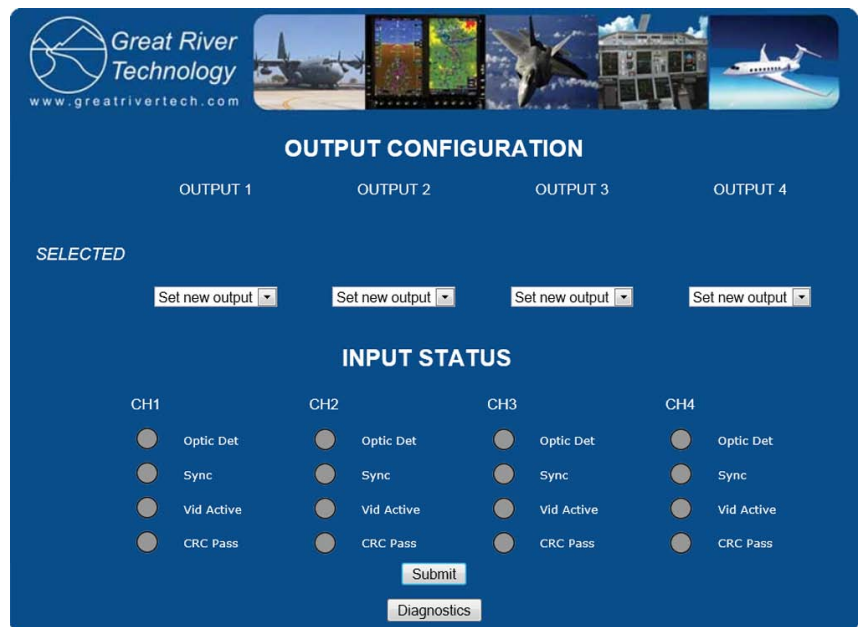 Great River
Technology
www.greatrivertech.com
OUTPUT CONFIGURATION
OUTPUT 1 OUTPUT 2 OUTPUT 3 OUTPUT 4
SELECTED
Set new output Set new output Set new output Set new output
INPUT STATUS
CH1 CH2 CH3 CH4
Optic Det Optic Det Optic Det Optic Det
Sync Sync Sync Sync
Vid Active Vid Active Vid Active Vid Active
CRC Pass CRC Pass CRC Pass CRC Pass
Submit
Diagnostics